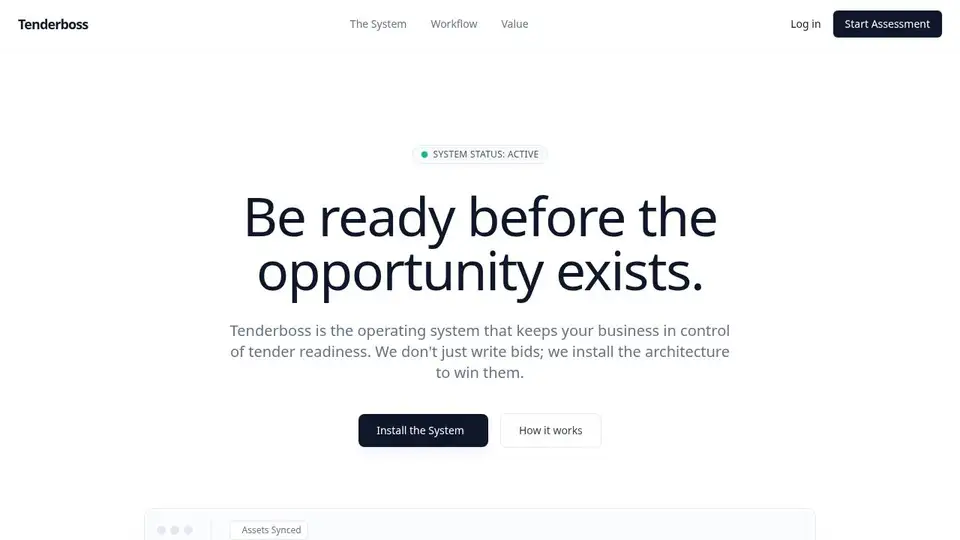 Tenderboss
The System
Workflow
Value
Log in
Start Assessment
SYSTEM STATUS: ACTIVE
Be ready before the
opportunity exists.
Tenderboss is the operating system that keeps your business in control
of tender readiness. We don't just write bids; we install the architecture
to win them.
Install the System
How it works
Assets Synced